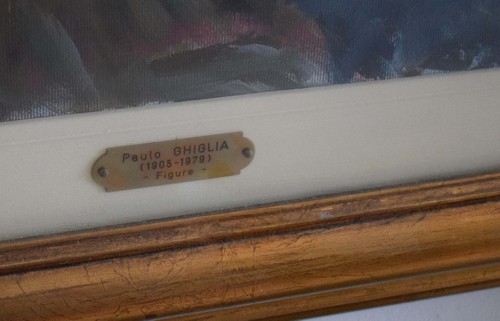 Paulo GHIGLIA
(1905-1979)
- Figure -